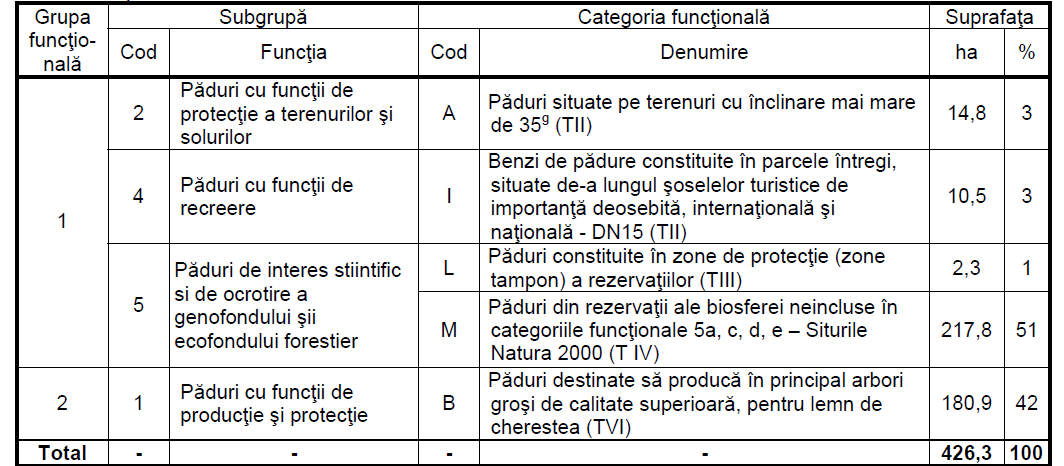 Grupa funcţio-nală | Subgrupă | Categoria funcţională | Suprafaţa
Cod | Funcţia | Cod | Denumire | ha | %
1 | 2 | Păduri cu funcţii de
protecţie a terenurilor şi
solurilor | A | Păduri situate pe terenuri cu înclinare mai mare
de 35g (TII) | 14,8 | 3
4 | Păduri cu funcţii de
recreere | I | Benzi de pădure constituite în parcele întregi,
situate de-a lungul şoselelor turistice de
importanţă deosebită, internaţională şi
naţională - DN15 (TII) | 10,5 | 3
5 | Păduri de interes stiintific
si de ocrotire a
genofondului şii
ecofondului forestier | L | Păduri constituite în zone de protecţie (zone
tampon) a rezervaţiilor (TIII) | 2,3 | 1
M | Păduri din rezervaţii ale biosferei neincluse în
categoriile funcţionale 5a, c, d, e – Siturile
Natura 2000 (T IV) | 217,8 | 51
2 | 1 | Păduri cu funcţii de
producţie şi protecţie | B | Păduri destinate să producă în principal arbori
groşi de calitate superioară, pentru lemn de
cherestea (TVI) | 180,9 | 42
Total | - | - | - | - | 426,3 | 100